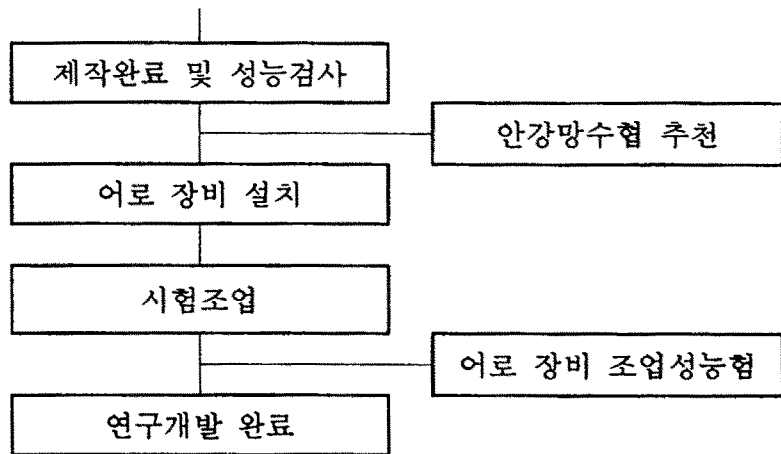 제작완료 및 성능검사
안강망수협 추천
어로 장비 설치
시험조업
어로 장비 조업성능험
연구개발 완료